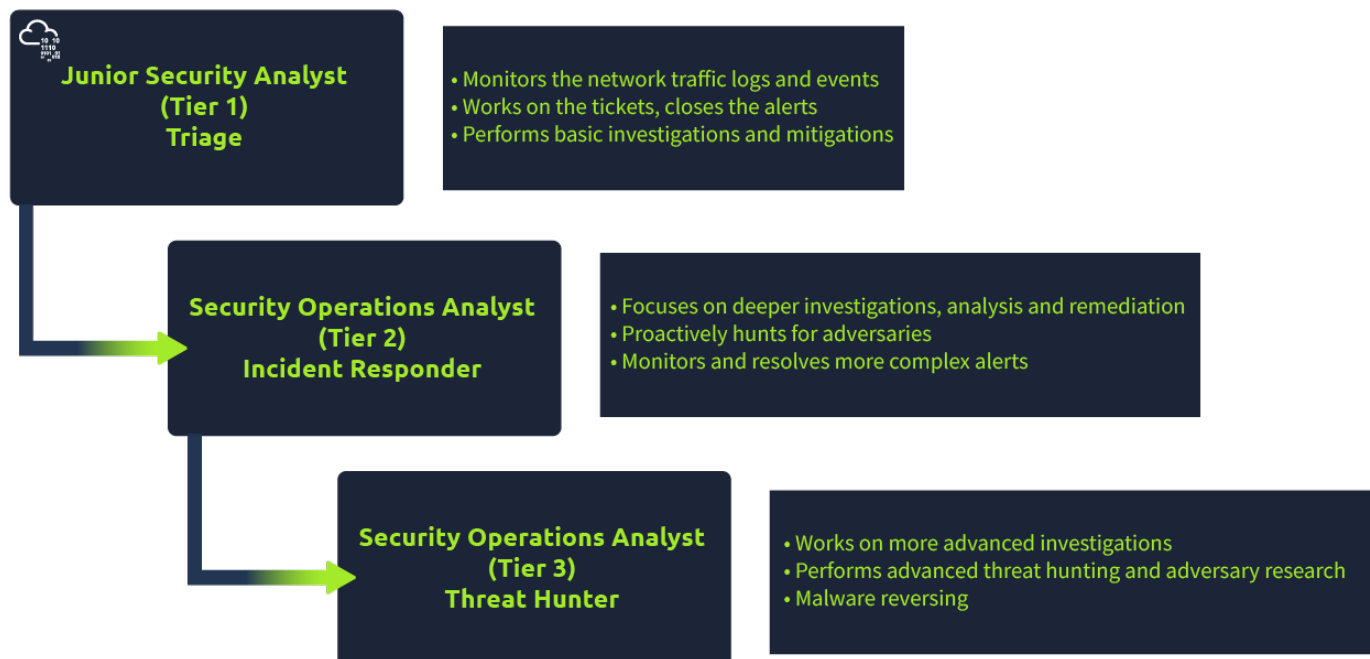 10 10
1110
Junior Security Analyst
(Tier 1)
Triage
• Monitors the network traffic logs and events
• Works on the tickets, closes the alerts
• Performs basic investigations and mitigations
Security Operations Analyst
(Tier 2)
Incident Responder
• Focuses on deeper investigations, analysis and remediation
• Proactively hunts for adversaries
• Monitors and resolves more complex alerts
Security Operations Analyst
(Tier 3)
Threat Hunter
• Works on more advanced investigations
• Performs advanced threat hunting and adversary research
• Malware reversing